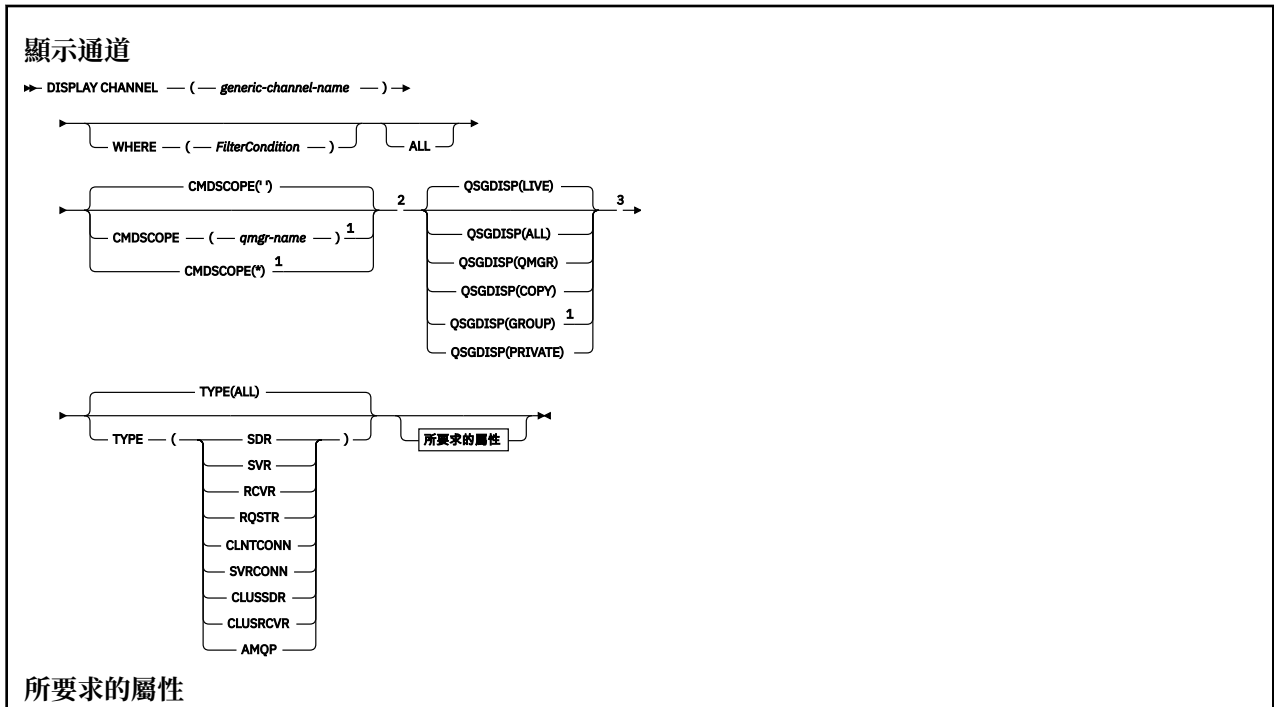 顯示通道
DISPLAY CHANNEL ( generic-channel-name )
WHERE ( FilterCondition ) ALL
CMDSCOPE(' ') QSGDISP(LIVE)
2 3
CMDSCOPE ( qmgr-name ) 1 QSGDISP(ALL)
CMDSCOPE(*) 1 QSGDISP(QMGR)
QSGDISP(COPY)
QSGDISP(GROUP) 1
QSGDISP(PRIVATE)
TYPE(ALL)
TYPE ( SDR ) 所要求的屬性
SVR
RCVR
RQSTR
CLNTCONN
SVRCONN
CLUSSDR
CLUSRCVR
AMQP
所要求的屬性